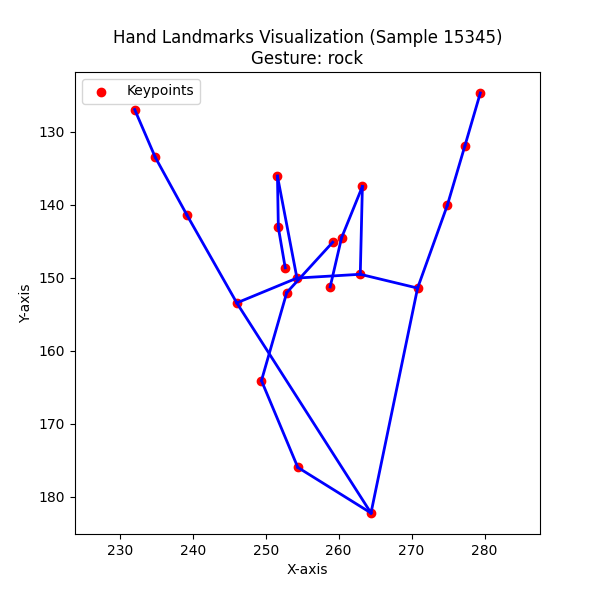 Hand Landmarks Visualization (Sample 15345)
Gesture: rock
Keypoints
130
140
150
160
170
180
Y-axis
230
240
250
260
270
280
X-axis